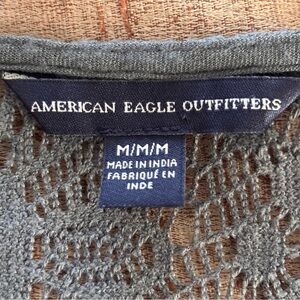 AMERICAN EAGLE OUTFITTERS
M/M/M
MADE IN INDIA
FABRIQUÉ EN
INDE